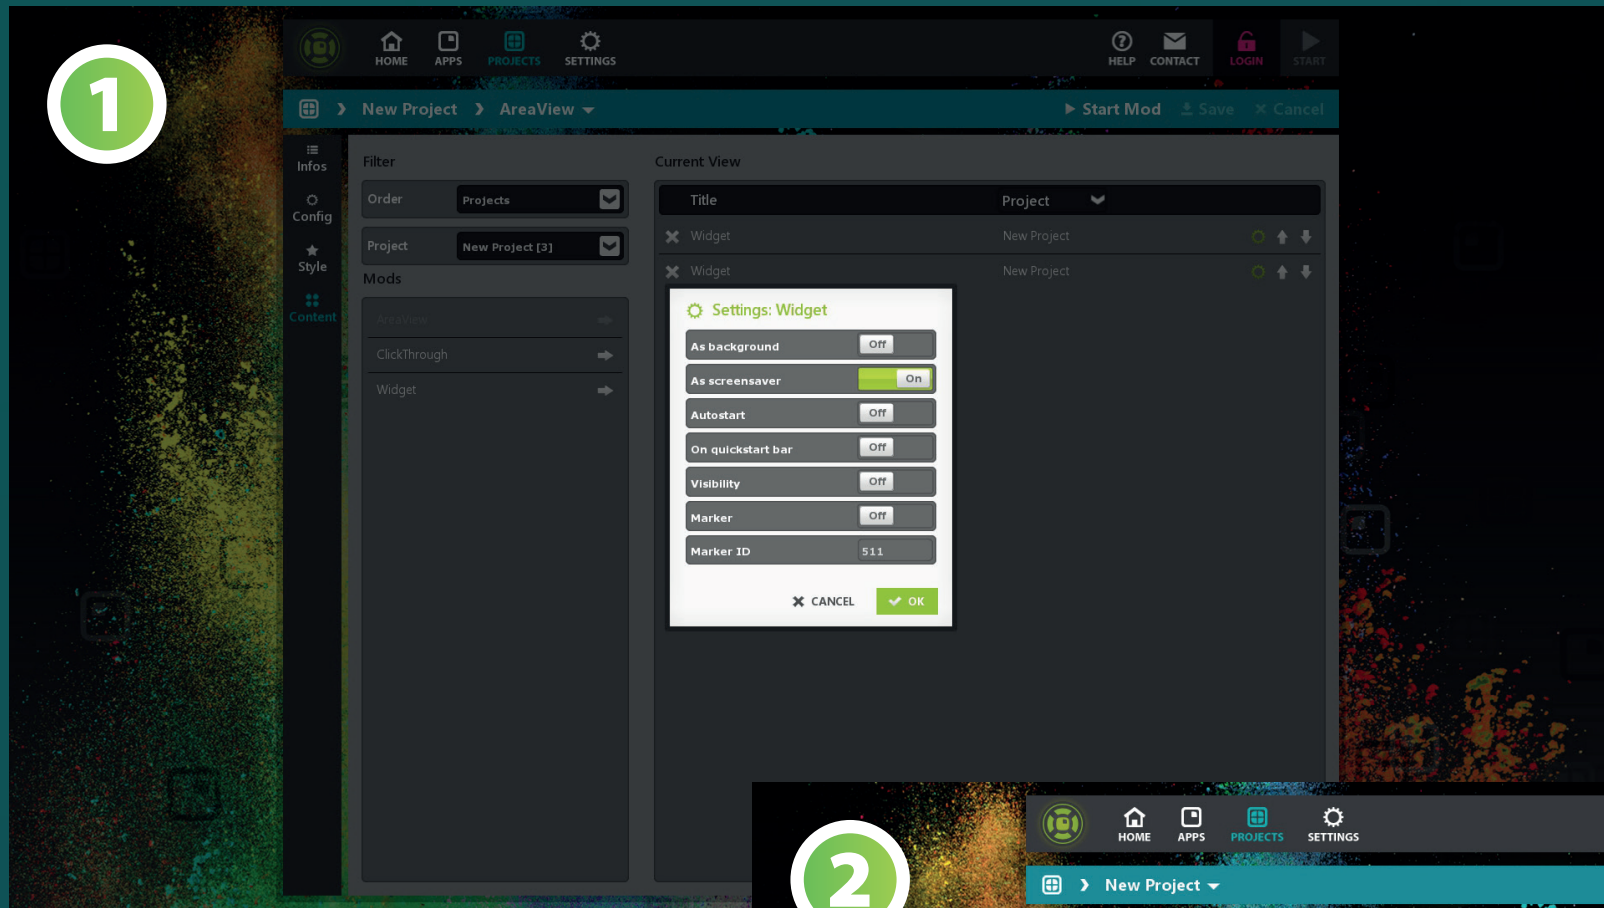 1
HOME APPS PROJECTS SETTINGS HELP CONTACT LOGIN START
New Project AreaView Start Mod Save Cancel
Infos
Config
Style
Content
Filter
Order Projects
Project New Project [3]
Mods
AreaView
ClickThrough
Widget
Current View
Title Project
Widget New Project
Widget New Project
Settings: Widget
As background Off
As screensaver On
Autostart Off
On quickstart bar Off
Visibility Off
Marker Off
Marker ID 511
CANCEL OK
2
HOME APPS PROJECTS SETTINGS
New Project